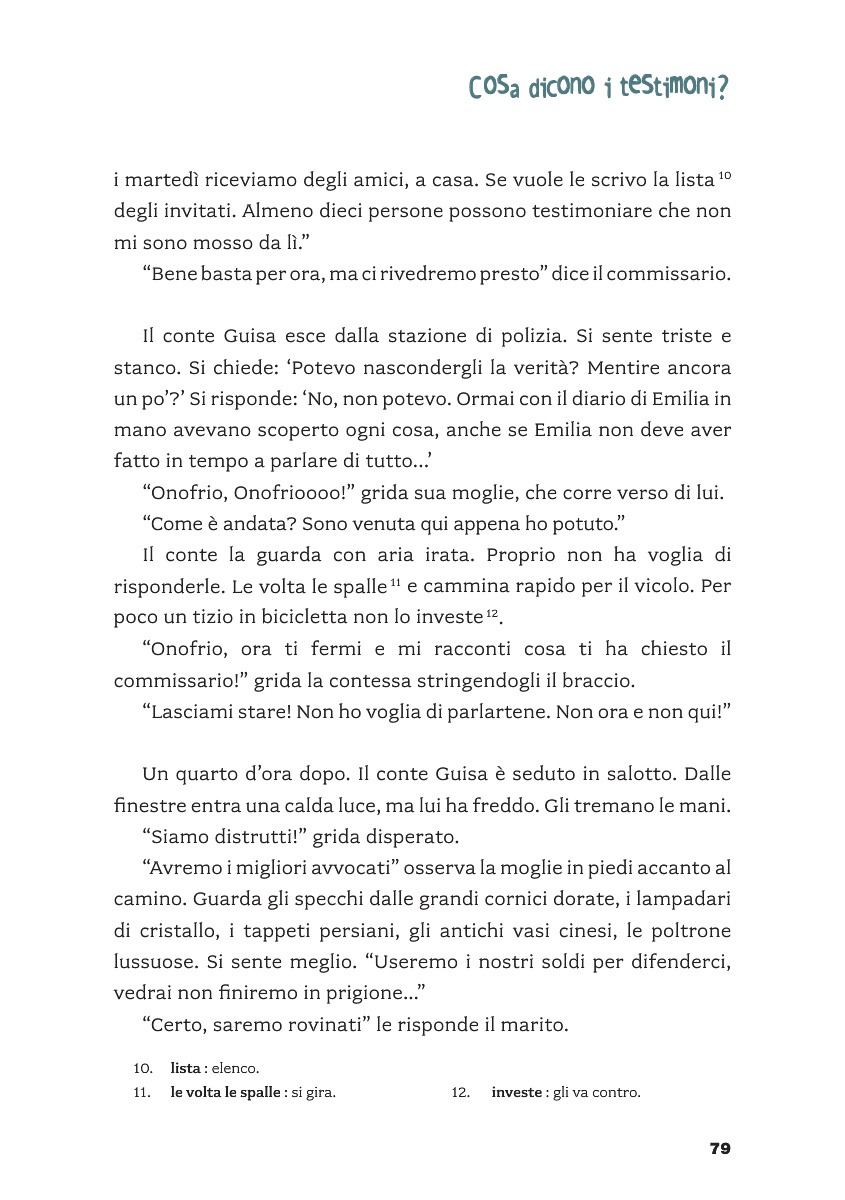 Cosa dicono i testimoni?
i martedì riceviamo degli amici, a casa. Se vuole le scrivo la lista 10
degli invitati. Almeno dieci persone possono testimoniare che non
mi sono mosso da lì.”
“Bene basta per ora, ma ci rivedremo presto” dice il commissario.
Il conte Guisa esce dalla stazione di polizia. Si sente triste e
stanco. Si chiede: ‘Potevo nascondergli la verità? Mentire ancora
un po’?’ Si risponde: ‘No, non potevo. Ormai con il diario di Emilia in
mano avevano scoperto ogni cosa, anche se Emilia non deve aver
fatto in tempo a parlare di tutto...’
“Onofrio, Onofrioooo!” grida sua moglie, che corre verso di lui.
“Come è andata? Sono venuta qui appena ho potuto.”
Il conte la guarda con aria irata. Proprio non ha voglia di
risponderle. Le volta le spalle 11 e cammina rapido per il vicolo. Per
poco un tizio in bicicletta non lo investe 12.
“Onofrio, ora ti fermi e mi racconti cosa ti ha chiesto il
commissario!” grida la contessa stringendogli il braccio.
“Lasciami stare! Non ho voglia di parlartene. Non ora e non qui!”
Un quarto d’ora dopo. Il conte Guisa è seduto in salotto. Dalle
finestre entra una calda luce, ma lui ha freddo. Gli tremano le mani.
“Siamo distrutti!” grida disperato.
“Avremo i migliori avvocati” osserva la moglie in piedi accanto al
camino. Guarda gli specchi dalle grandi cornici dorate, i lampadari
di cristallo, i tappeti persiani, gli antichi vasi cinesi, le poltrone
lussuose. Si sente meglio. “Useremo i nostri soldi per difenderci,
vedrai non finiremo in prigione...”
“Certo, saremo rovinati” le risponde il marito.
10. lista : elenco.
11. le volta le spalle : si gira.
12. investe : gli va contro.
79